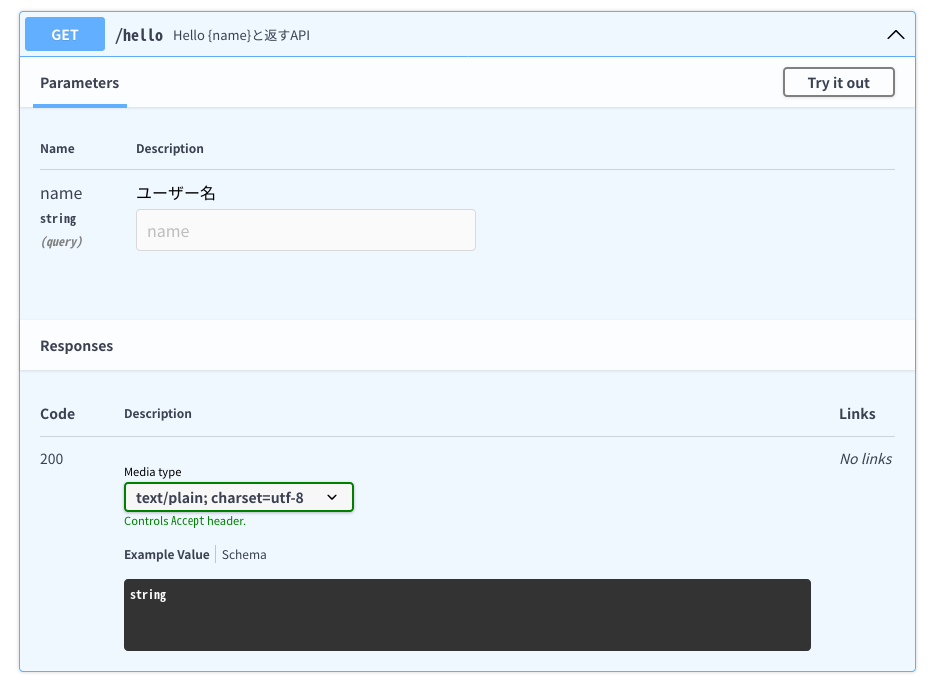 GET /hello Hello {name}と返すAPI
Parameters
Try it out
Name Description
name ユーザー名
string
(query)
name
Responses
Code Description Links
200 No links
Media type
text/plain; charset=utf-8
Controls Accept header.
Example Value Schema
string